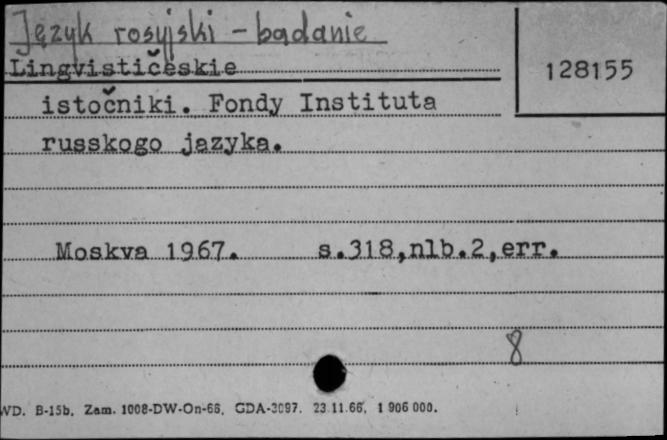 Język rosyjski - badanie
Lingvističeskie
128155
istočniki. Fondy Instituta
russkogo jazyka.
Moskva 1967. s.318,nlb.2,err.
8
WD. B-15b. Zam. 1008-DW-On-66. GDA-3097. 23.11.66. 1 906 000.